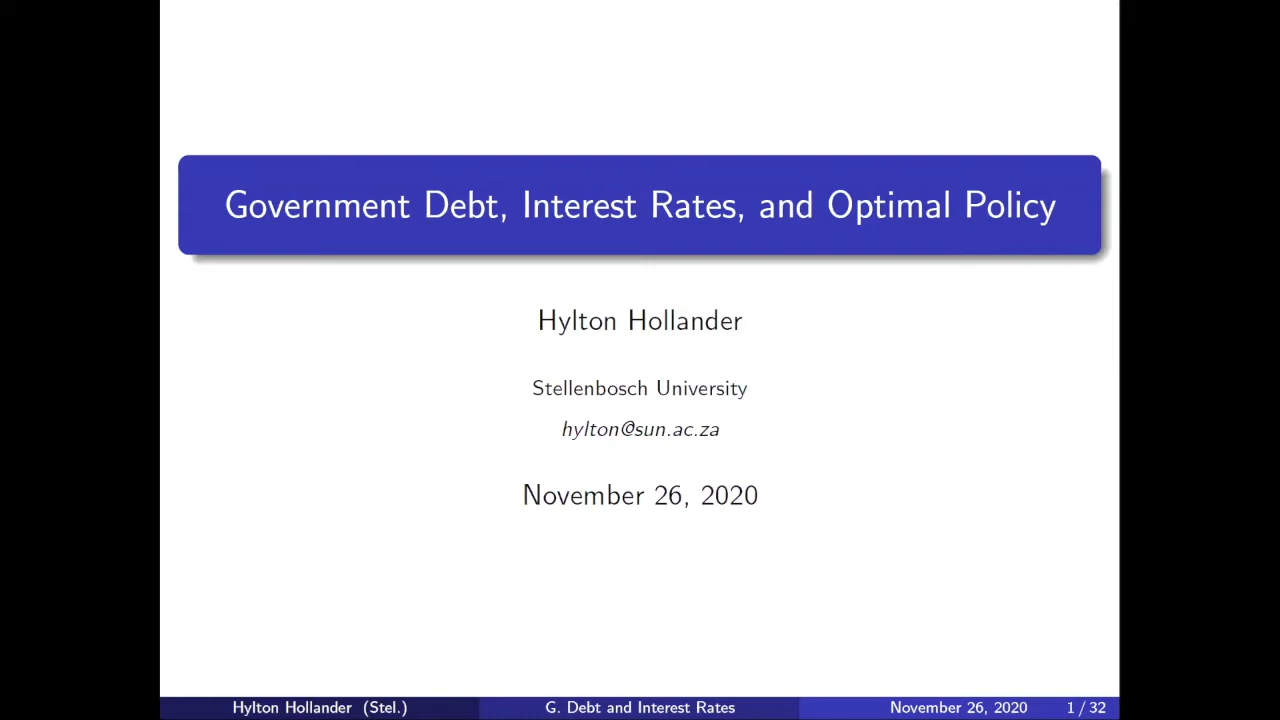 Government Debt, Interest Rates, and Optimal Policy
Hylton Hollander
Stellenbosch University
hylton@sun.ac.za
November 26, 2020
Hylton Hollander (Stel.) G. Debt and Interest Rates November 26, 2020 1 / 32